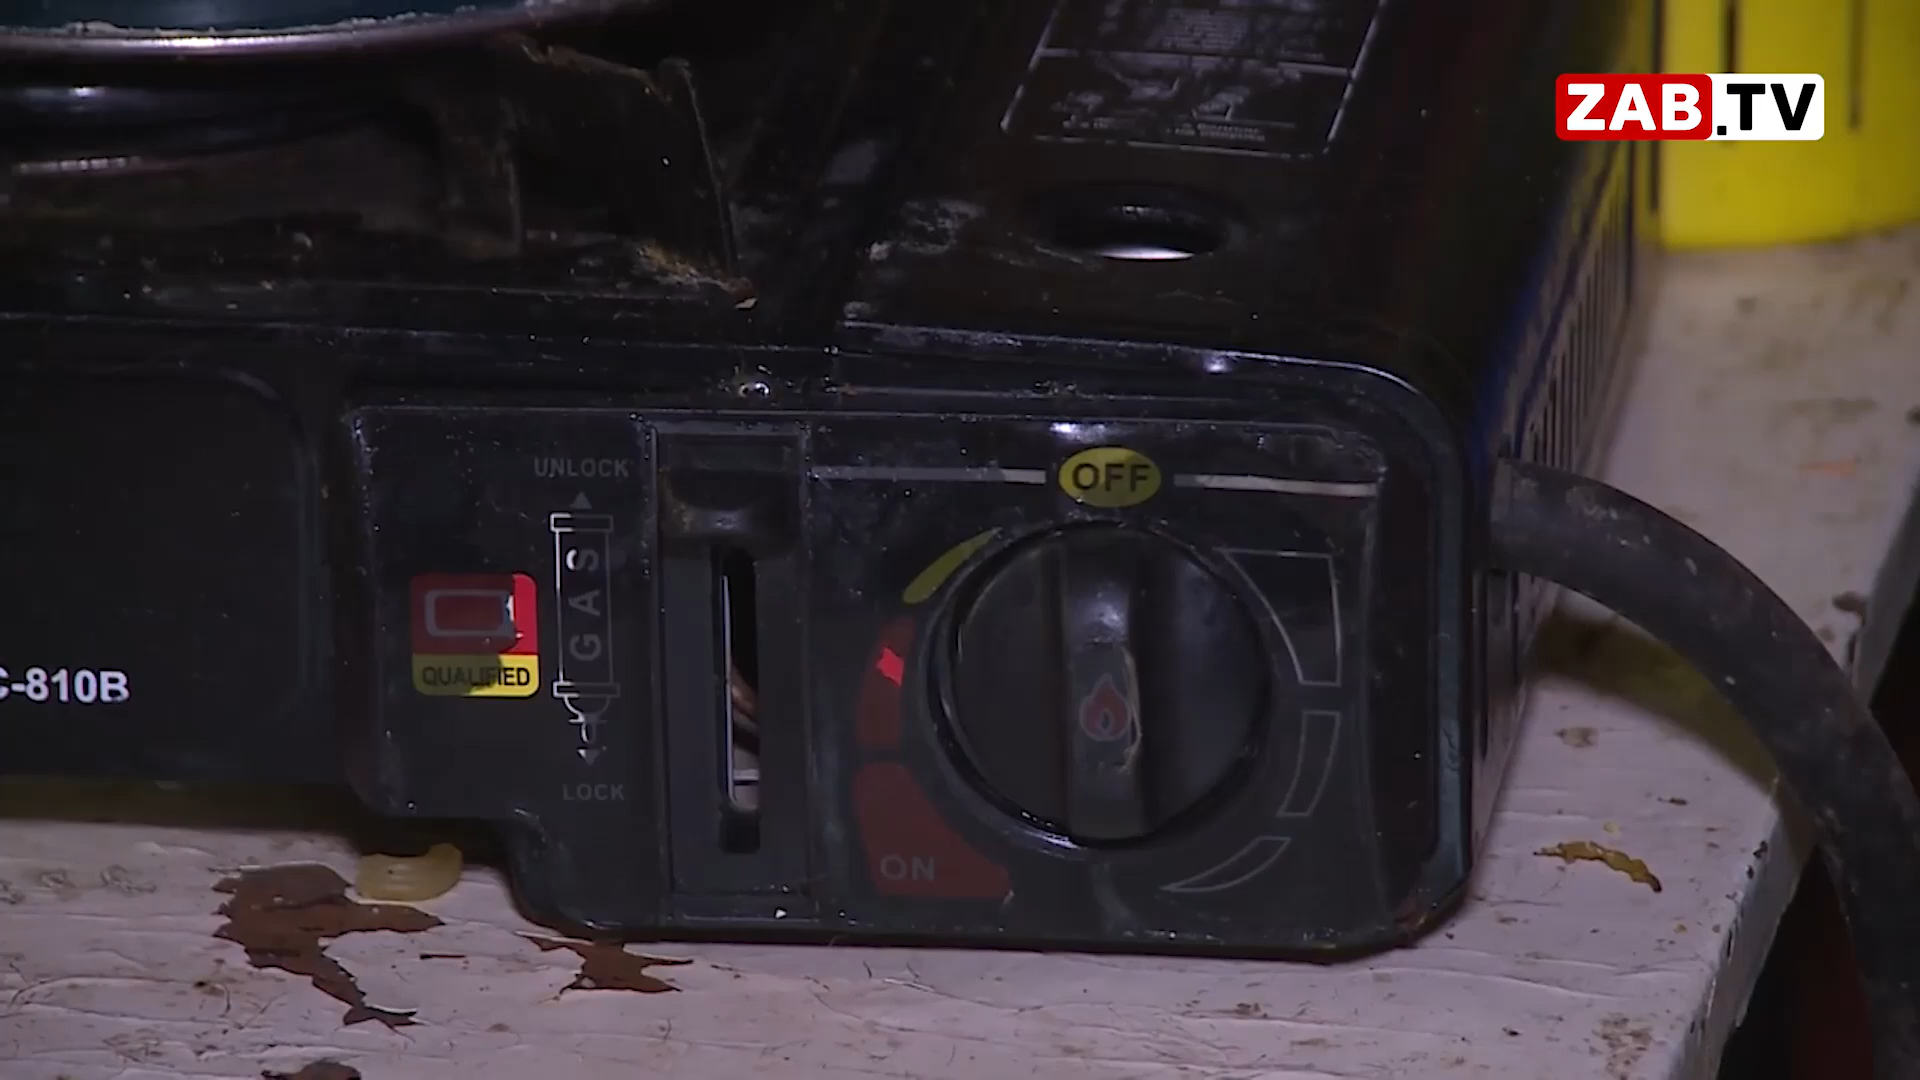 ZAB.TV
OFF
UNLOCK
GAS
QUALIFIED
C-810B
LOCK
ON